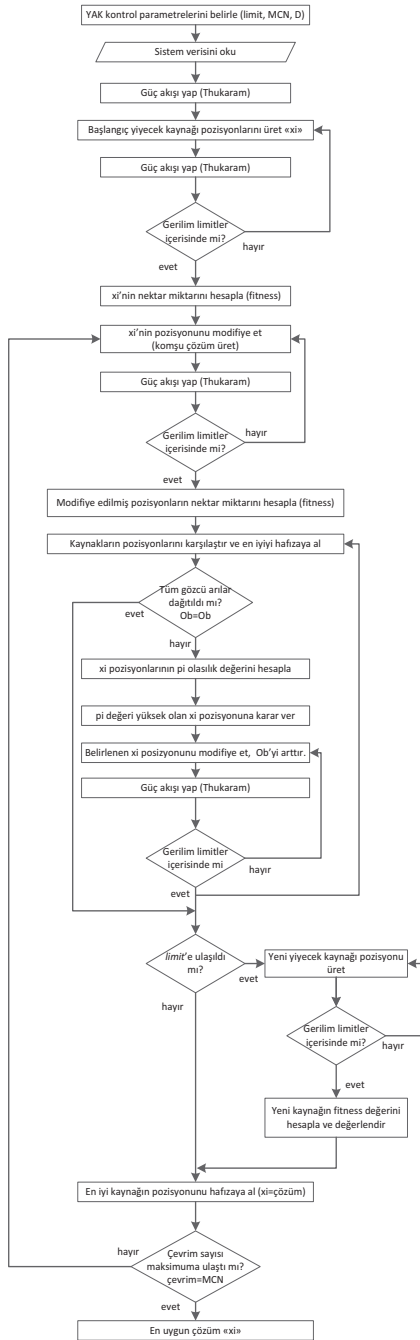 YAK kontrol parametrelerini belirle (limit, MCN, D)
Sistem verisini oku
Güç akışı yap (Thukaram)
Başlangıç yiyecek kaynağı pozisyonlarını üret «xi»
Güç akışı yap (Thukaram)
Gerilim limitler
içerisinde mi?
hayır
evet
xi'nin nektar miktarını hesapla (fitness)
xi'nin pozisyonunu modifiye et
(komşu çözüm üret)
Güç akışı yap (Thukaram)
Gerilim limitler
içerisinde mi?
hayır
evet
Modifiye edilmiş pozisyonların nektar miktarını hesapla (fitness)
Kaynakların pozisyonlarını karşılaştır ve en iyiyi hafızaya al
Tüm gözcü arılar
dağıtıldı mı?
Ob=Ob
evet
hayır
xi pozisyonlarının pi olasılık değerini hesapla
pi değeri yüksek olan xi pozisyonuna karar ver
Belirlenen xi posizyonunu modifiye et, Ob'yi arttır.
Güç akışı yap (Thukaram)
Gerilim limitler
içerisinde mi
hayır
evet
limit'e ulaşıldı
mı?
evet
hayır
Yeni yiyecek kaynağı pozisyonu
üret
Gerilim limitler
içerisinde mi?
hayır
evet
Yeni kaynağın fitness değerini
hesapla ve değerlendir
En iyi kaynağın pozisyonunu hafızaya al (xi=çözüm)
hayır
Çevrim sayısı
maksimuma ulaştı mı?
çevrim=MCN
evet
En uygun çözüm «xi»